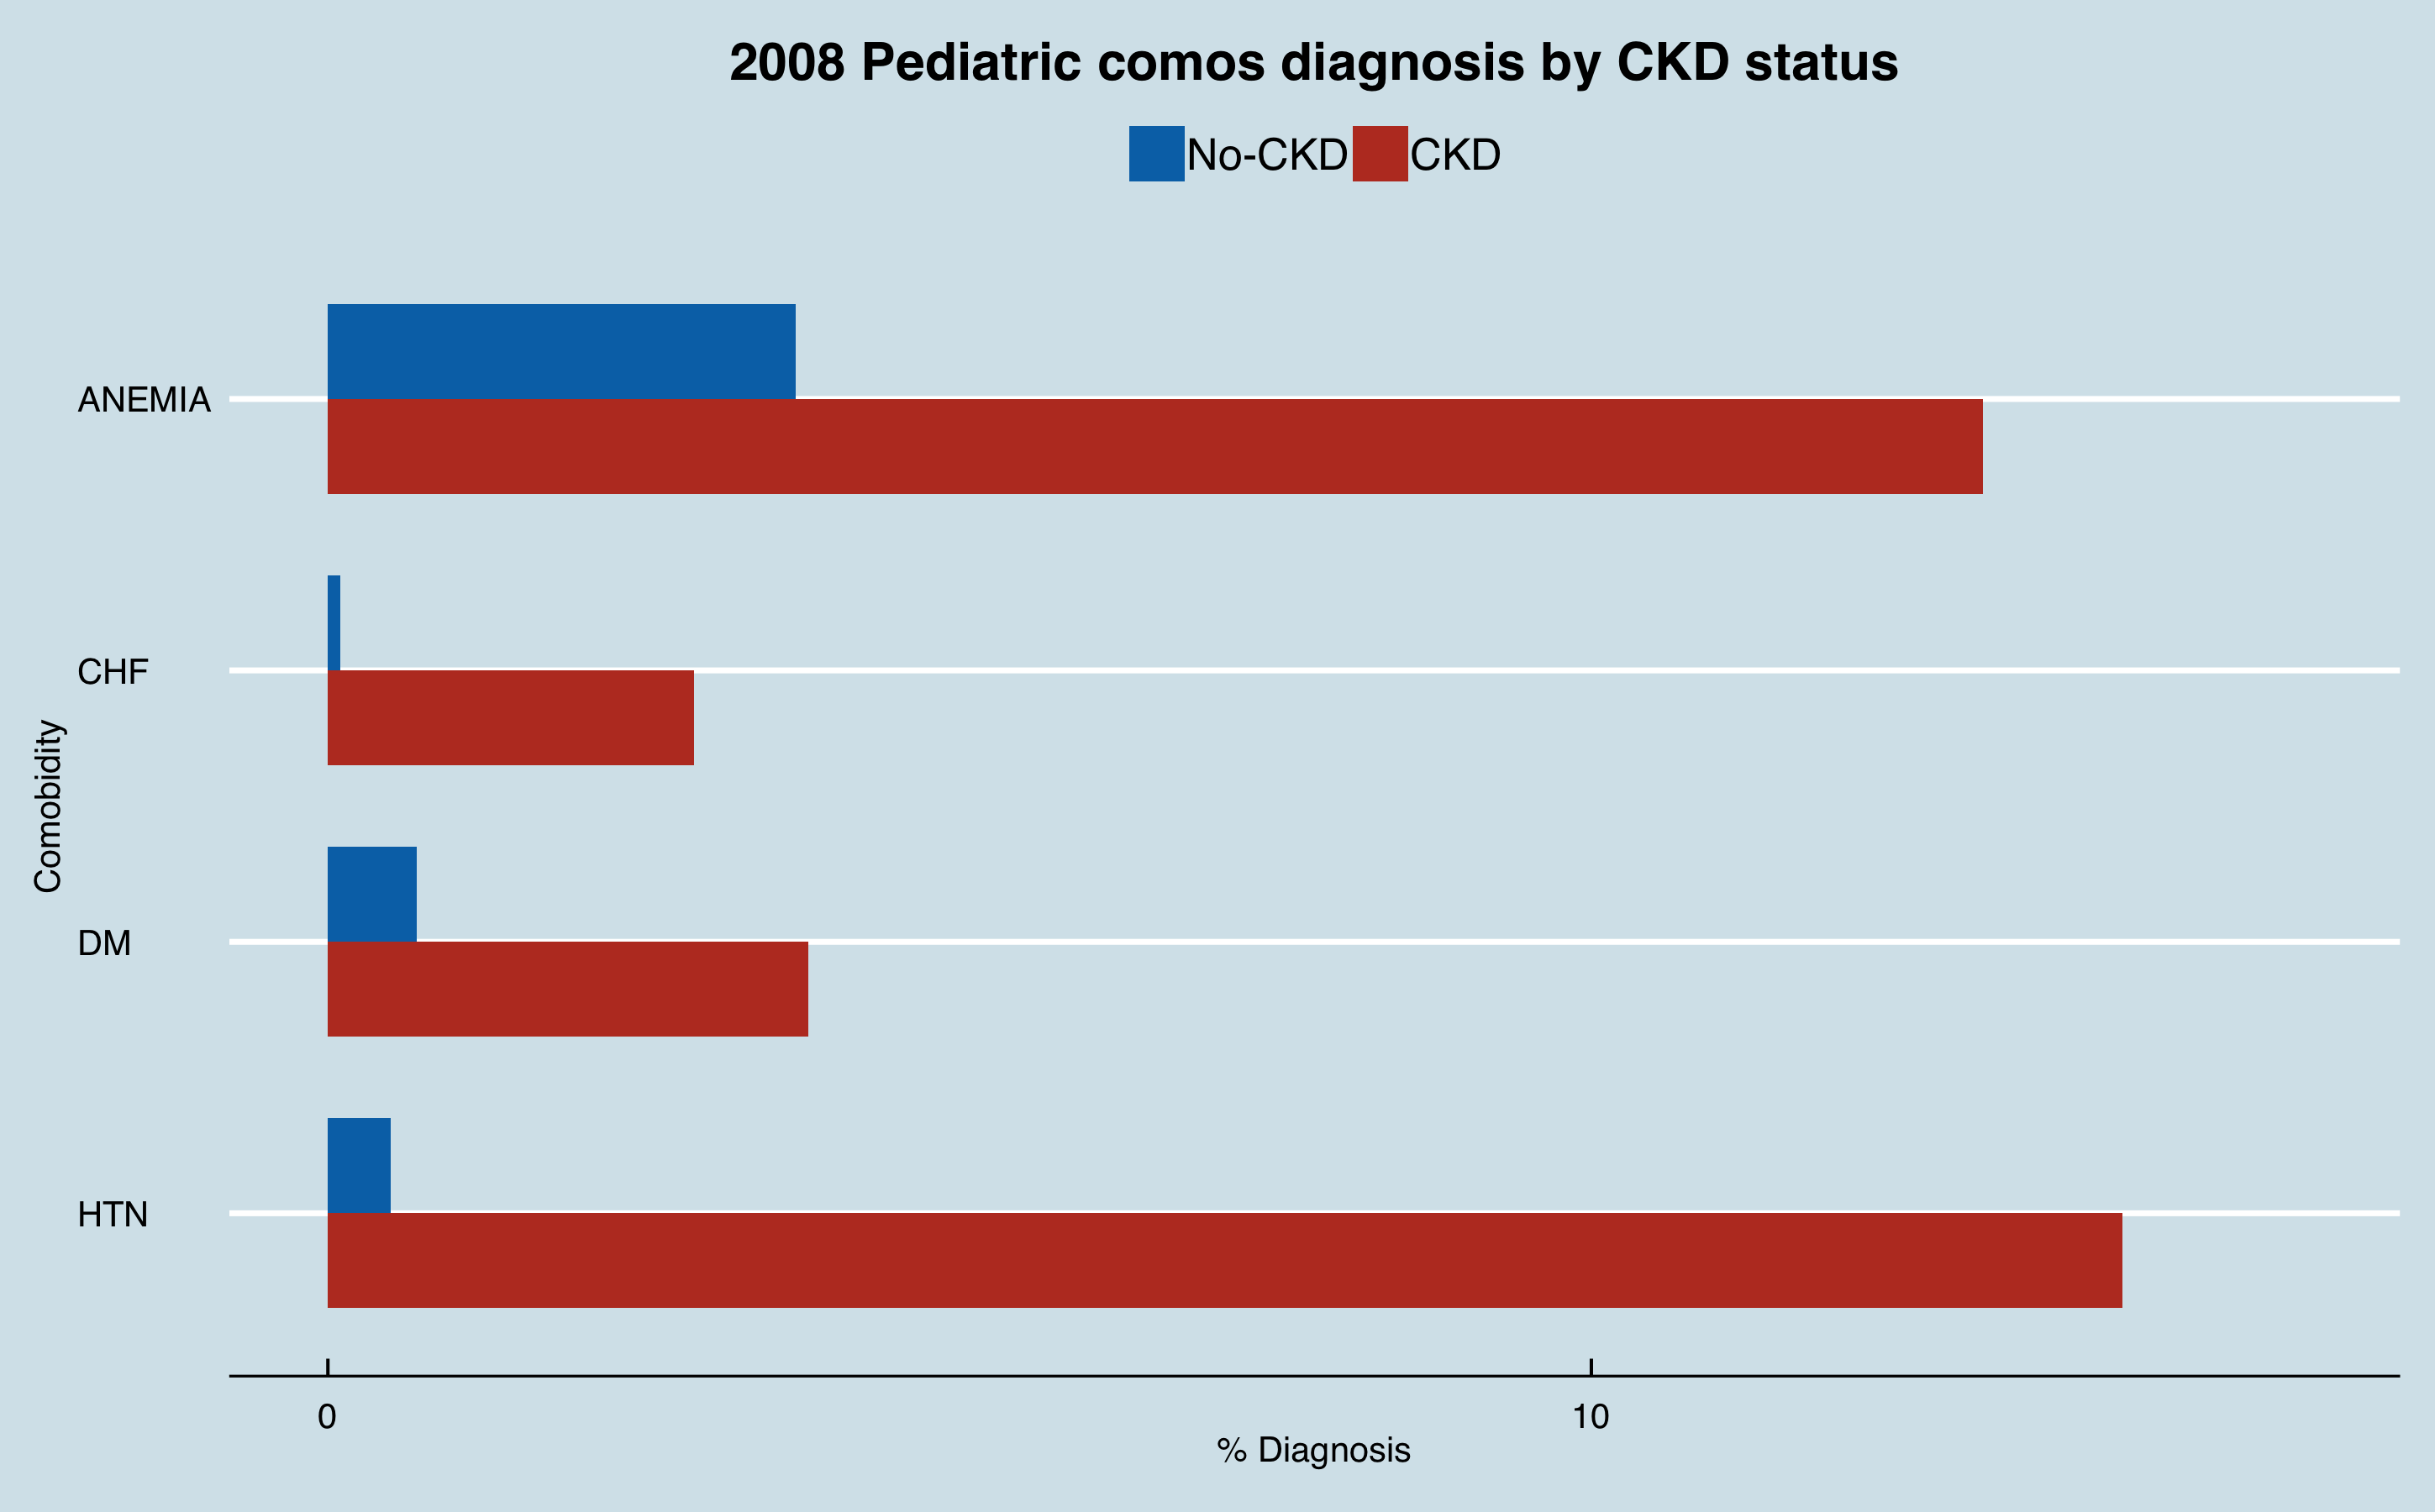 2008 Pediatric comos diagnosis by CKD status
No-CKD CKD
ANEMIA
CHF
DM
HTN
Comobidity
0 10
% Diagnosis